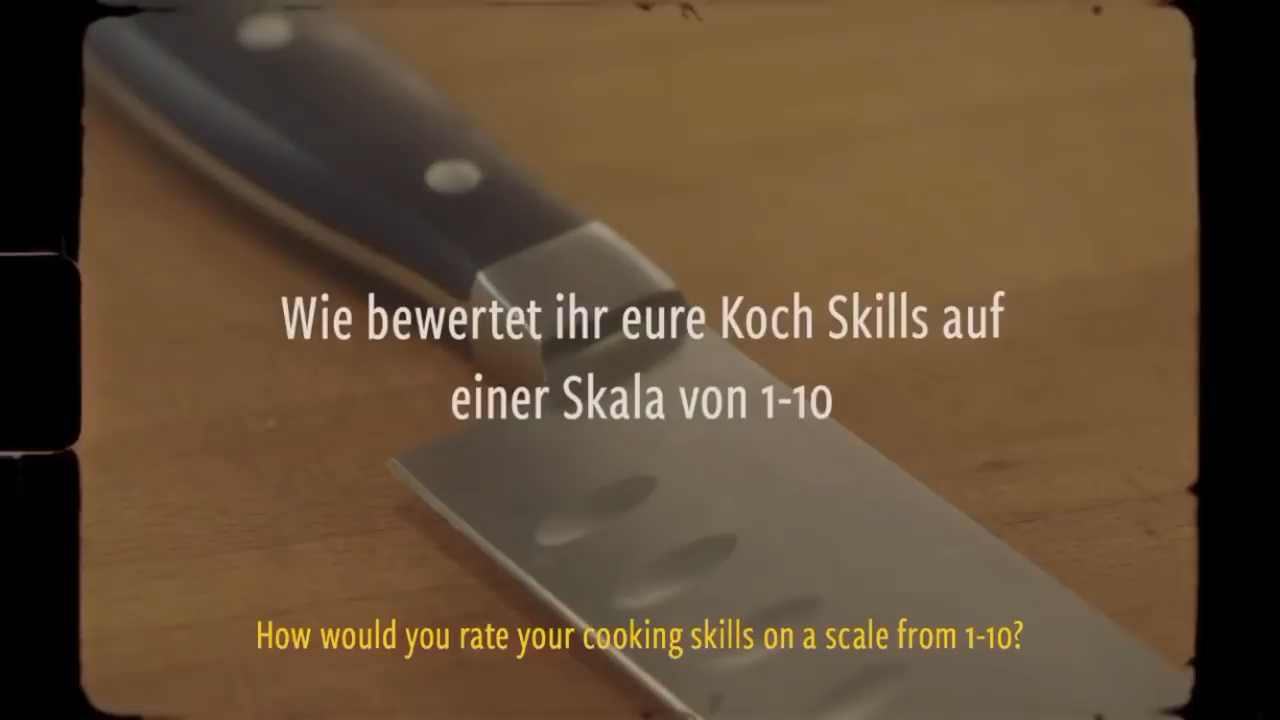 Wie bewertet ihr eure Koch Skills auf
einer Skala von 1-10
How would you rate your cooking skills on a scale from 1-10?